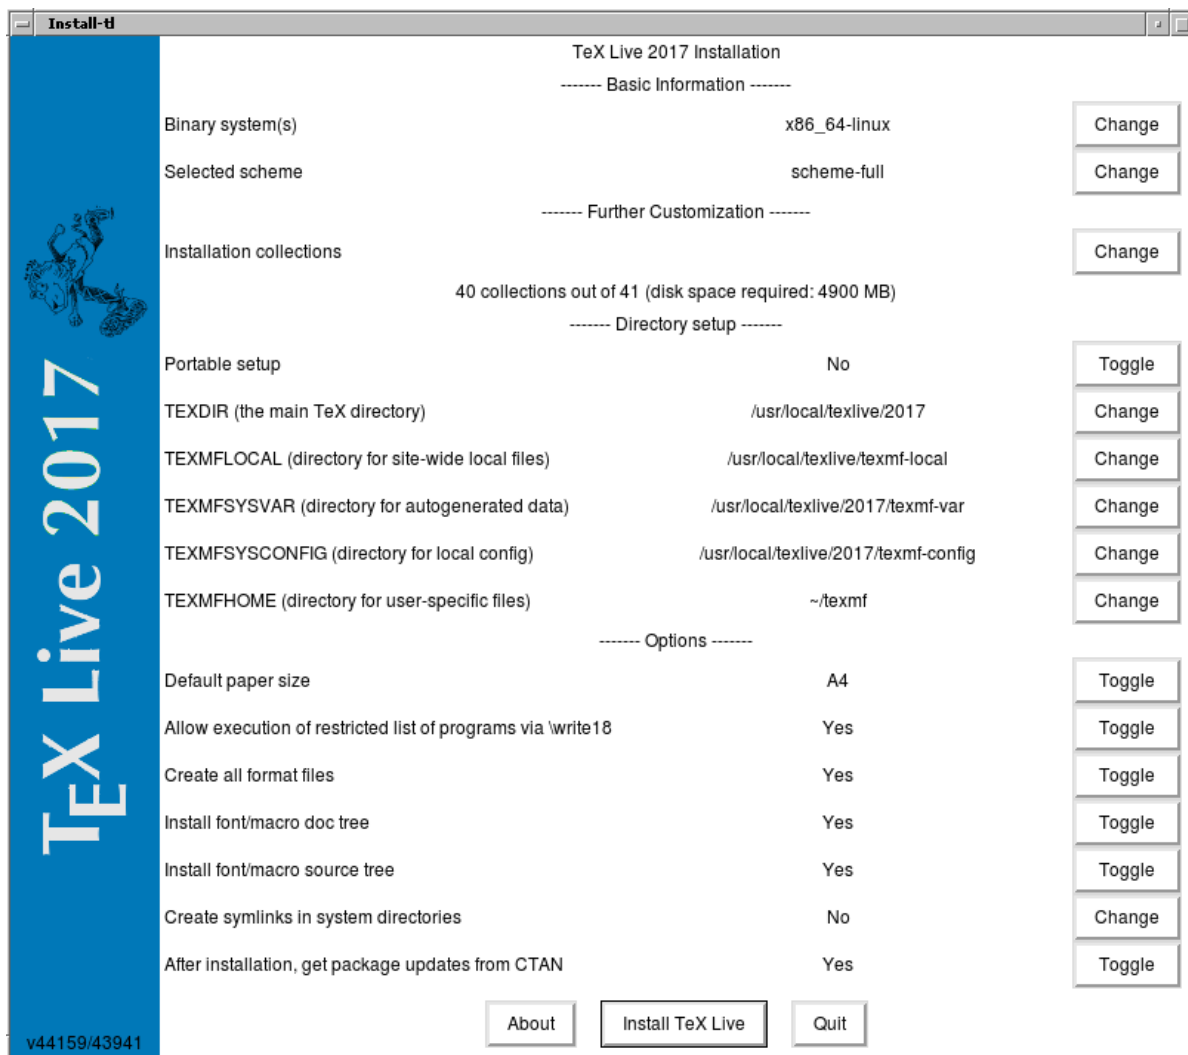 Install-tl
TeX Live 2017 Installation
------- Basic Information -------
Binary system(s) x86_64-linux Change
Selected scheme scheme-full Change
------- Further Customization -------
Installation collections Change
40 collections out of 41 (disk space required: 4900 MB)
------- Directory setup -------
Portable setup No Toggle
TEXDIR (the main TeX directory) /usr/local/texlive/2017 Change
TEXMFLOCAL (directory for site-wide local files) /usr/local/texlive/texmf-local Change
TEXMFSYSVAR (directory for autogenerated data) /usr/local/texlive/2017/texmf-var Change
TEXMFSYSCONFIG (directory for local config) /usr/local/texlive/2017/texmf-config Change
TEXMFHOME (directory for user-specific files) ~/texmf Change
------- Options -------
Default paper size A4 Toggle
Allow execution of restricted list of programs via \write18 Yes Toggle
Create all format files Yes Toggle
Install font/macro doc tree Yes Toggle
Install font/macro source tree Yes Toggle
Create symlinks in system directories No Change
After installation, get package updates from CTAN Yes Toggle
About Install TeX Live Quit
TEX Live 2017
v44159/43941